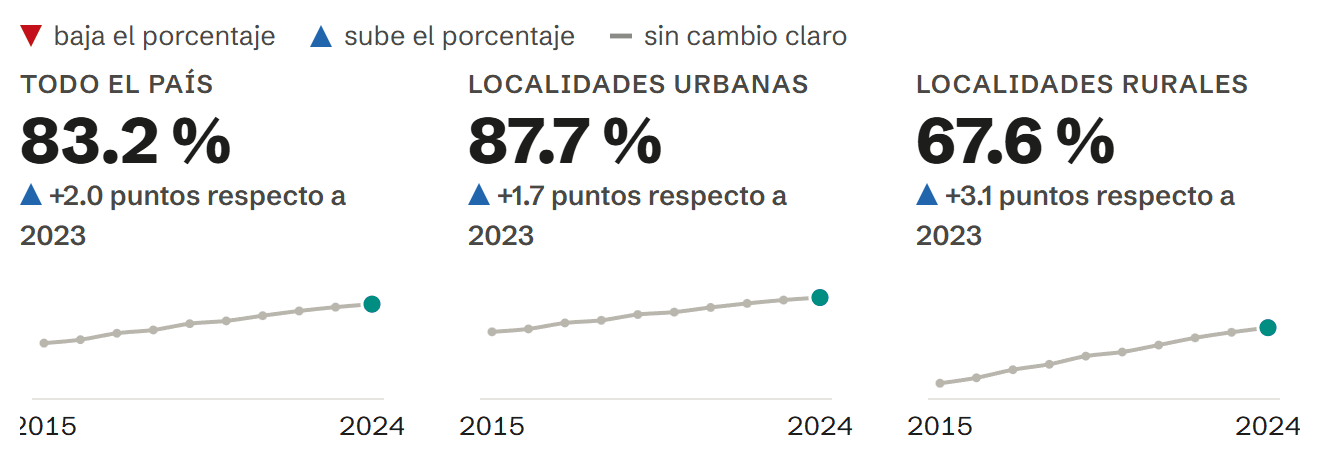 baja el porcentaje sube el porcentaje sin cambio claro
TODO EL PAÍS
83.2 %
+2.0 puntos respecto a
2023
2015 2024
LOCALIDADES URBANAS
87.7 %
+1.7 puntos respecto a
2023
2015 2024
LOCALIDADES RURALES
67.6 %
+3.1 puntos respecto a
2023
2015 2024